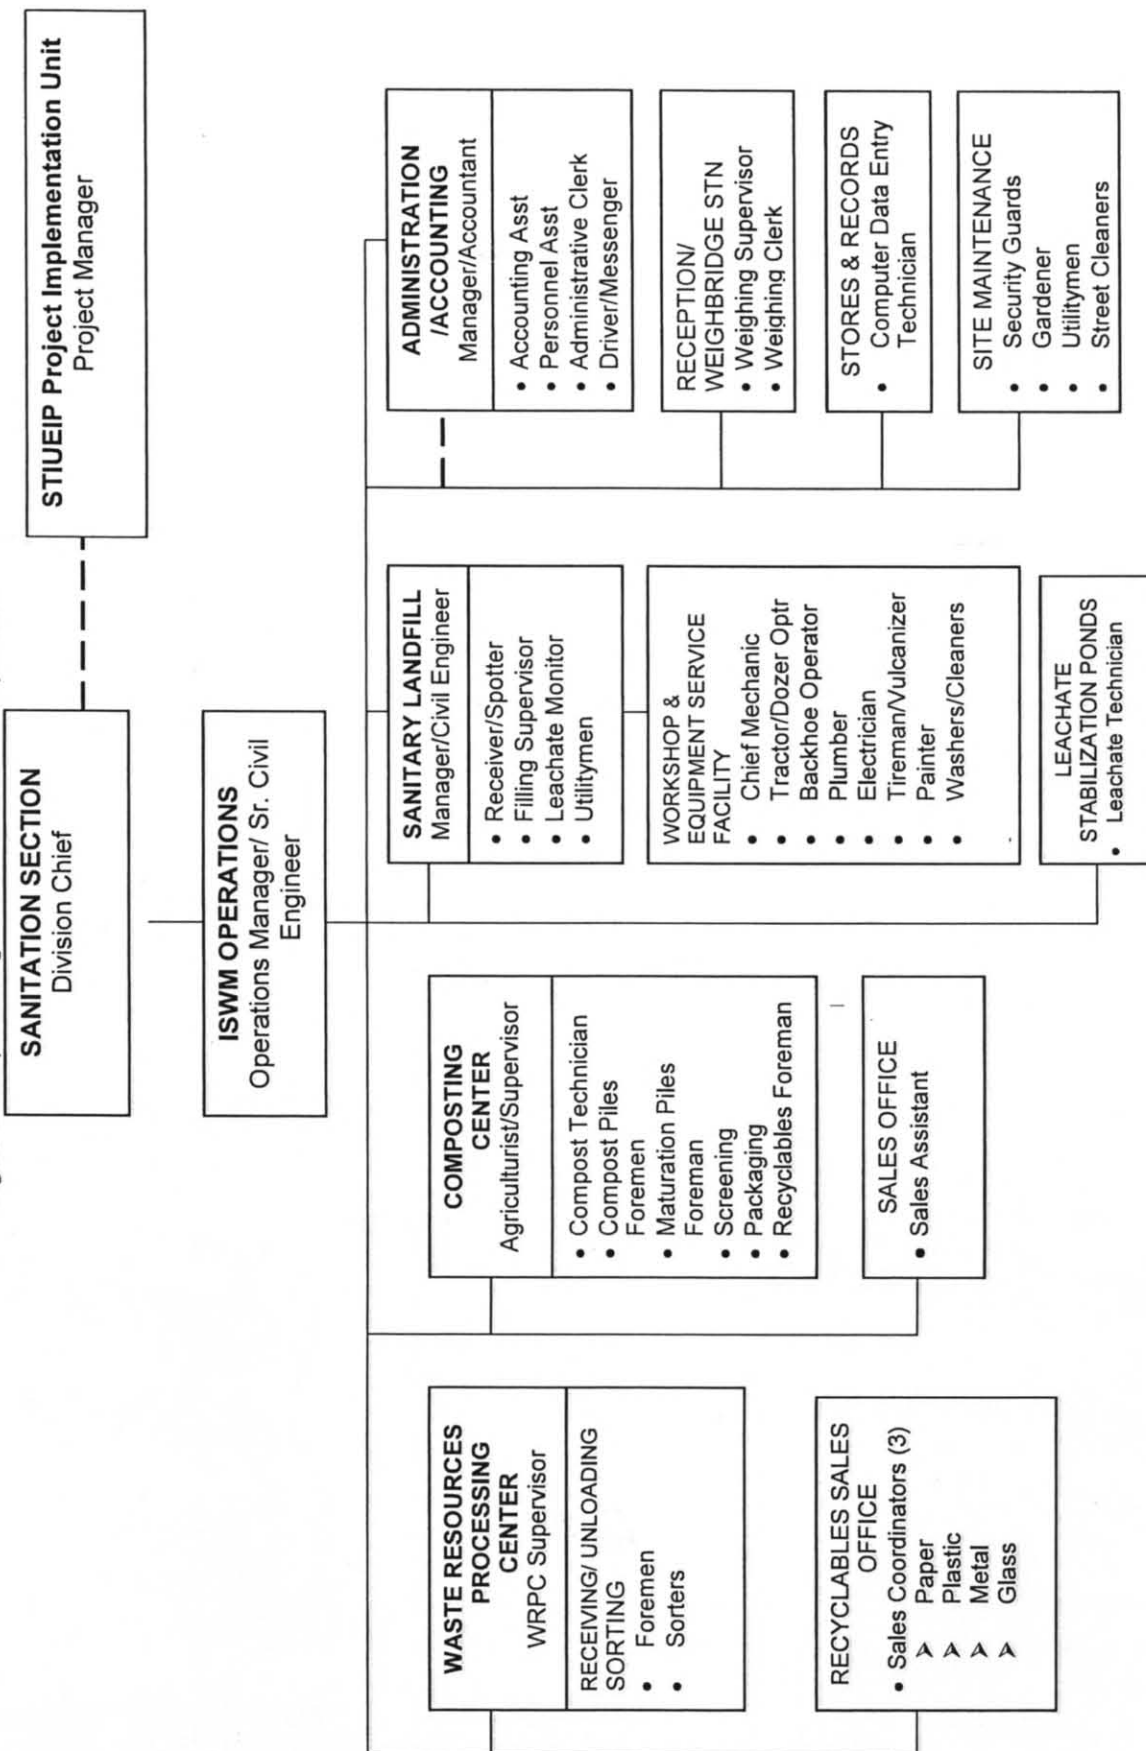 SANITATION SECTION
Division Chief
STIUEIP Project Implementation Unit
Project Manager
ISWM OPERATIONS
Operations Manager/ Sr. Civil
Engineer
WASTE RESOURCES
PROCESSING
CENTER
WRPC Supervisor
RECEIVING/ UNLOADING
SORTING
• Foremen
• Sorters
RECYCLABLES SALES
OFFICE
• Sales Coordinators (3)
➢ Paper
➢ Plastic
➢ Metal
➢ Glass
COMPOSTING
CENTER
Agriculturist/Supervisor
• Compost Technician
• Compost Piles
Foremen
• Maturation Piles
Foreman
• Screening
• Packaging
• Recyclables Foreman
SALES OFFICE
• Sales Assistant
SANITARY LANDFILL
Manager/Civil Engineer
• Receiver/Spotter
• Filling Supervisor
• Leachate Monitor
• Utilitymen
WORKSHOP &
EQUIPMENT SERVICE
FACILITY
• Chief Mechanic
• Tractor/Dozer Optr
• Backhoe Operator
• Plumber
• Electrician
• Tireman/Vulcanizer
• Painter
• Washers/Cleaners
LEACHATE
STABILIZATION PONDS
• Leachate Technician
ADMINISTRATION
/ACCOUNTING
Manager/Accountant
• Accounting Asst
• Personnel Asst
• Administrative Clerk
• Driver/Messenger
RECEPTION/
WEIGHBRIDGE STN
• Weighing Supervisor
• Weighing Clerk
STORES & RECORDS
• Computer Data Entry
Technician
SITE MAINTENANCE
• Security Guards
• Gardener
• Utilitymen
• Street Cleaners